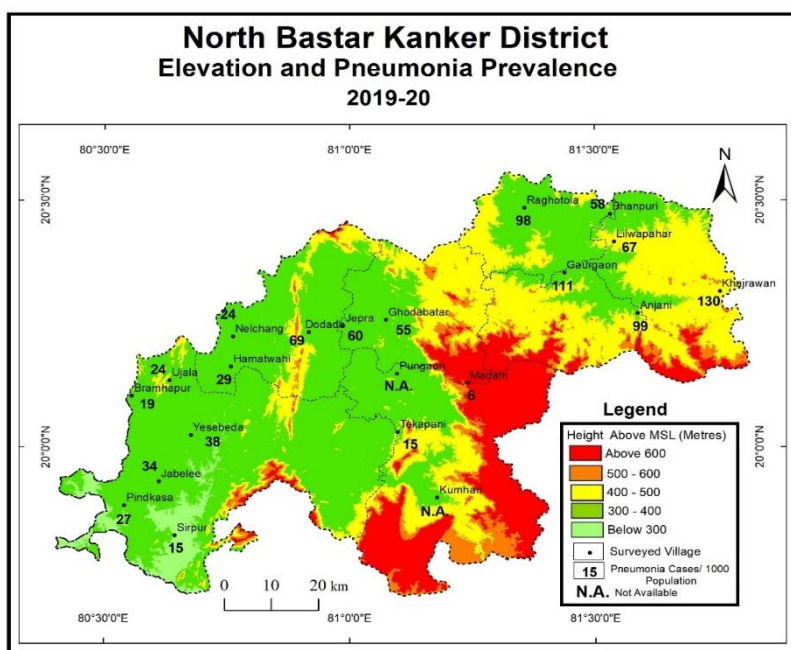 North Bastar Kanker District
Elevation and Pneumonia Prevalence
2019-20
80°30'0"E
81°0'0"E
81°30'0"E
N
20°30'0"N
20°30'0"N
Raghotola
98
58
Bhanpuri
Lilwapahar
67
Gaurgaon
111
Khajrawan
130
Anjani
99
24
Nelchang
Dodade
69
Jepra
60
Ghodabatar
55
Hamatwahi
29
24
Ujala
Bramhapur
19
Pungaon
N.A.
Madam
6
Yesebeda
38
Tekapani
15
20°0'0"N
20°0'0"N
34
Jabelee
Pindkasa
27
Sirpur
15
Kumhan
N.A
0 10 20 km
80°30'0"E
81°0'0"E
81°30'0"E
Legend
Height Above MSL (Metres)
Above 600
500 - 600
400 - 500
300 - 400
Below 300
Surveyed Village
15 Pneumonia Cases/ 1000
Population
N.A. Not Available